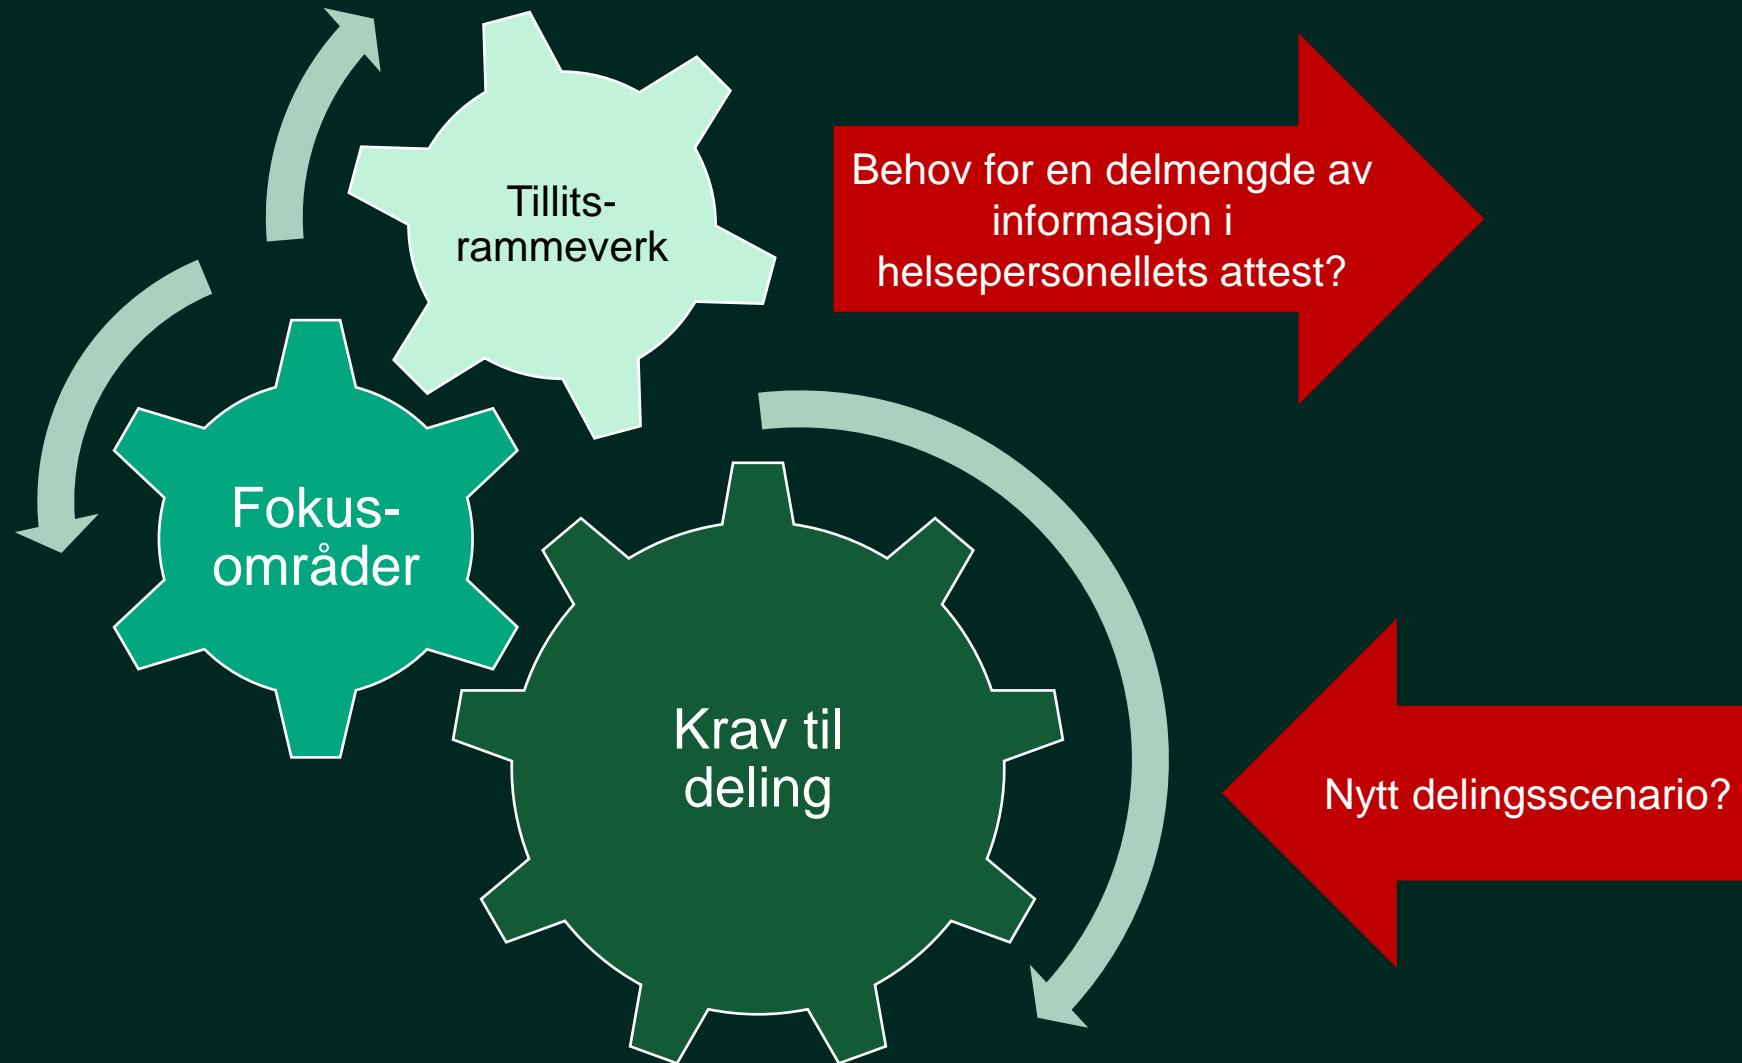 Tillits-
rammeverk
Behov for en delmengde av
informasjon i
helsepersonellets attest?
Fokus-
områder
Krav til
deling
Nytt delingsscenario?